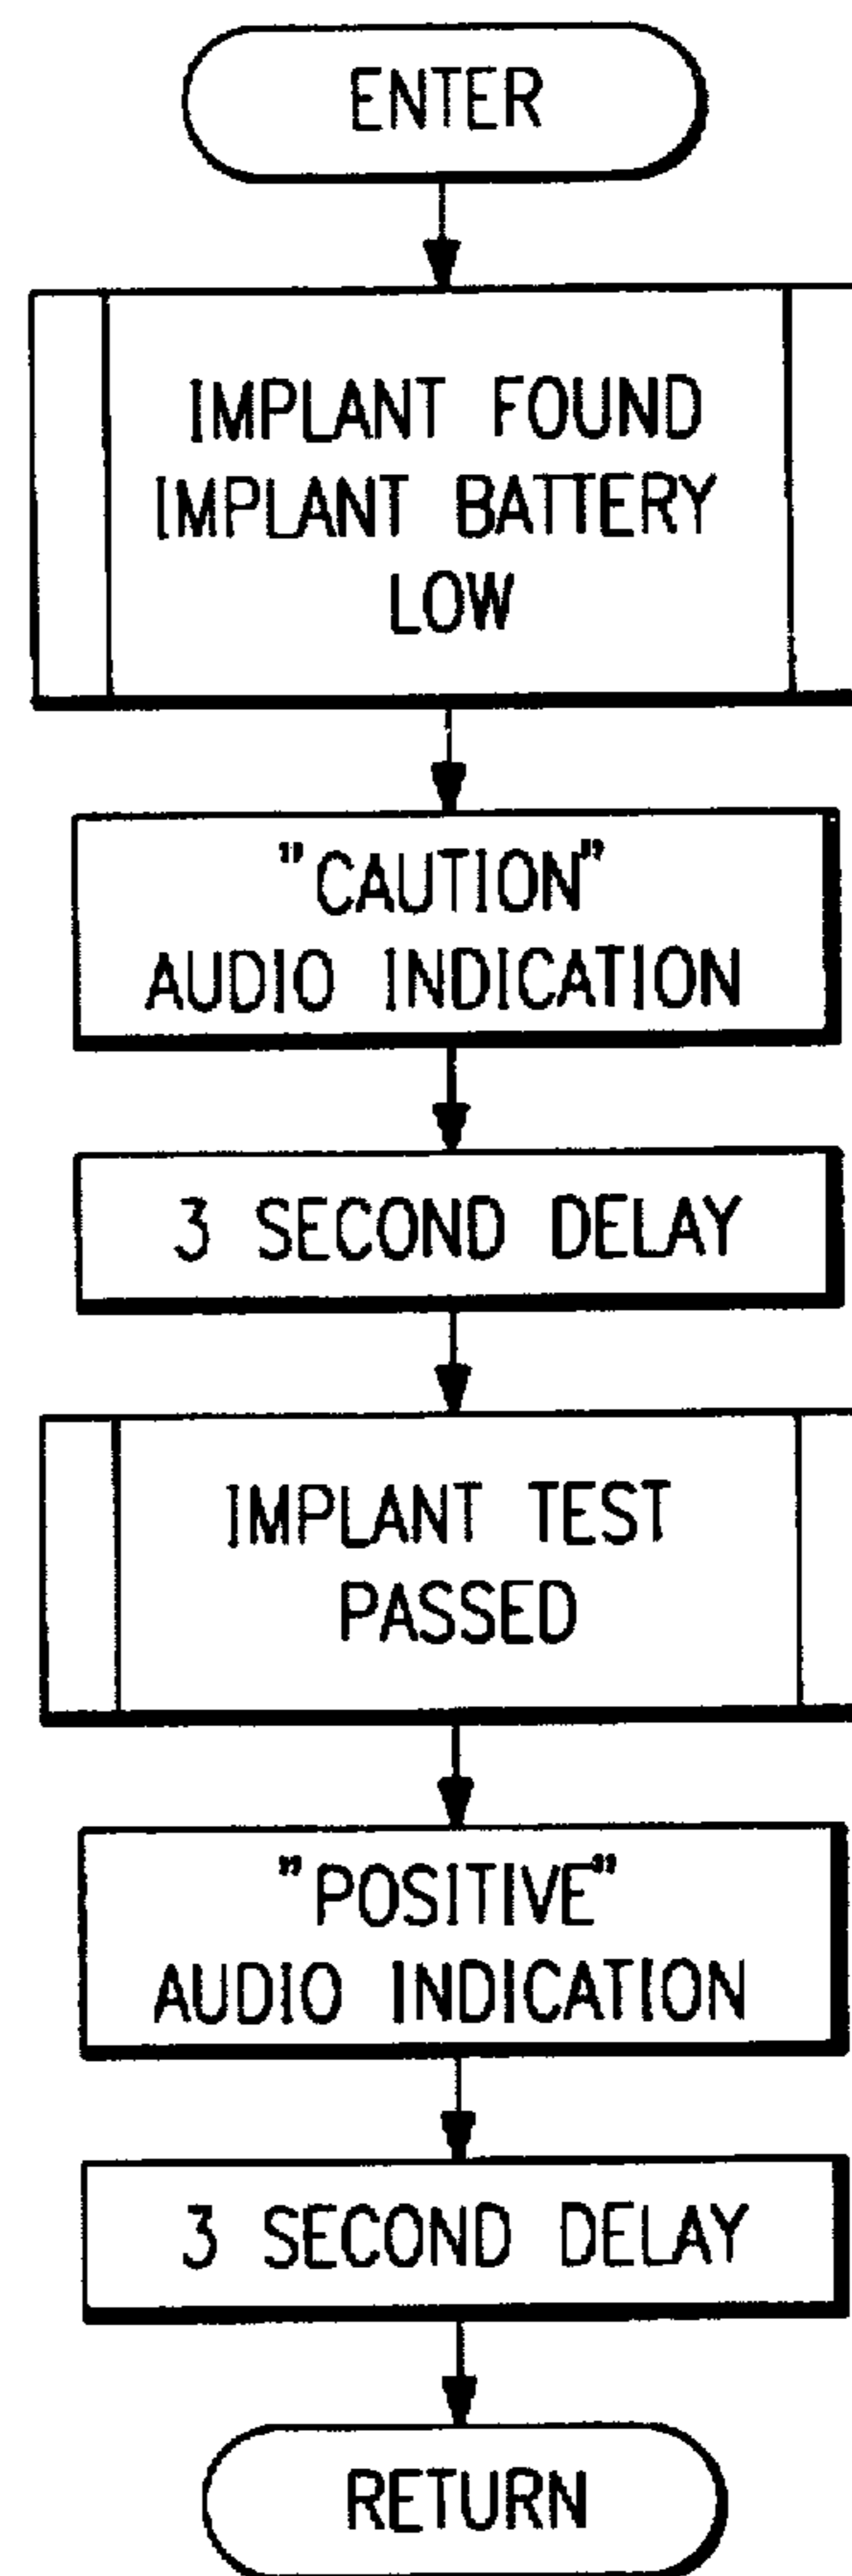 ENTER
IMPLANT FOUND
IMPLANT BATTERY
LOW
"CAUTION"
AUDIO INDICATION
3 SECOND DELAY
IMPLANT TEST
PASSED
"POSITIVE"
AUDIO INDICATION
3 SECOND DELAY
RETURN